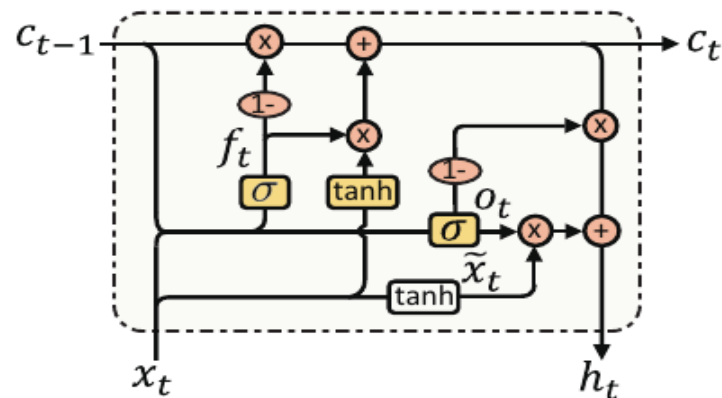 c_{t-1} x + c_t
1-
f_t x x
1-
σ tanh o_t
σ x +
x̃_t
tanh
x_t h_t